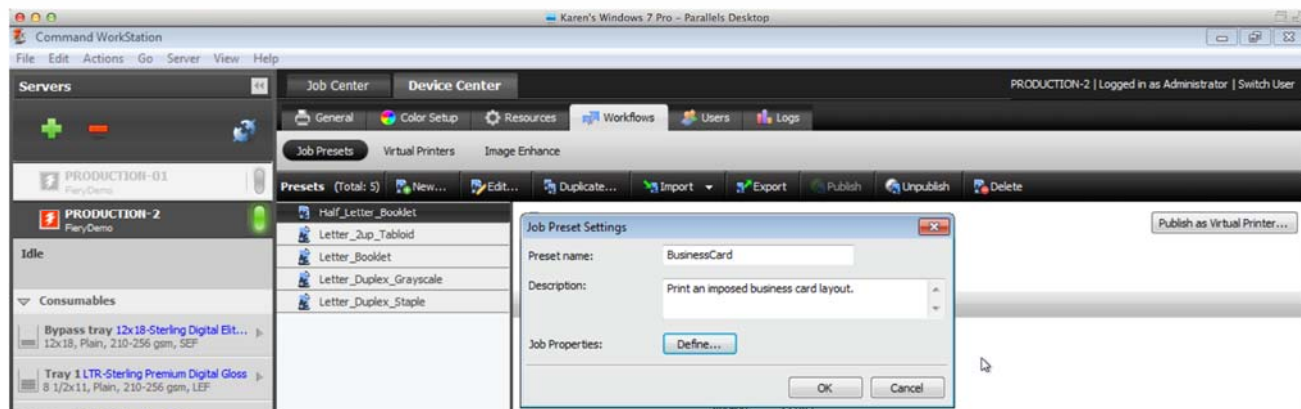 Karen's Windows 7 Pro - Parallels Desktop
Command WorkStation
File Edit Actions Go Server View Help
Servers
Job Center Device Center
PRODUCTION-2 | Logged in as Administrator | Switch User
General Color Setup Resources Workflows Users Logs
Job Presets Virtual Printers Image Enhance
PRODUCTION-01
FieryDemo
Presets (Total: 5) New... Edit... Duplicate... Import Export Publish Unpublish Delete
PRODUCTION-2
FieryDemo
Idle
Half_Letter_Booklet
Letter_2up_Tabloid
Letter_Booklet
Letter_Duplex_Grayscale
Letter_Duplex_Staple
Publish as Virtual Printer...
Job Preset Settings
Preset name: BusinessCard
Description: Print an imposed business card layout.
Job Properties: Define...
OK Cancel
Consumables
Bypass tray 12x18-Sterling Digital Elit...
12x18, Plain, 210-256 gsm, SEF
Tray 1 LTR-Sterling Premium Digital Gloss
8 1/2x11, Plain, 210-256 gsm, LEF